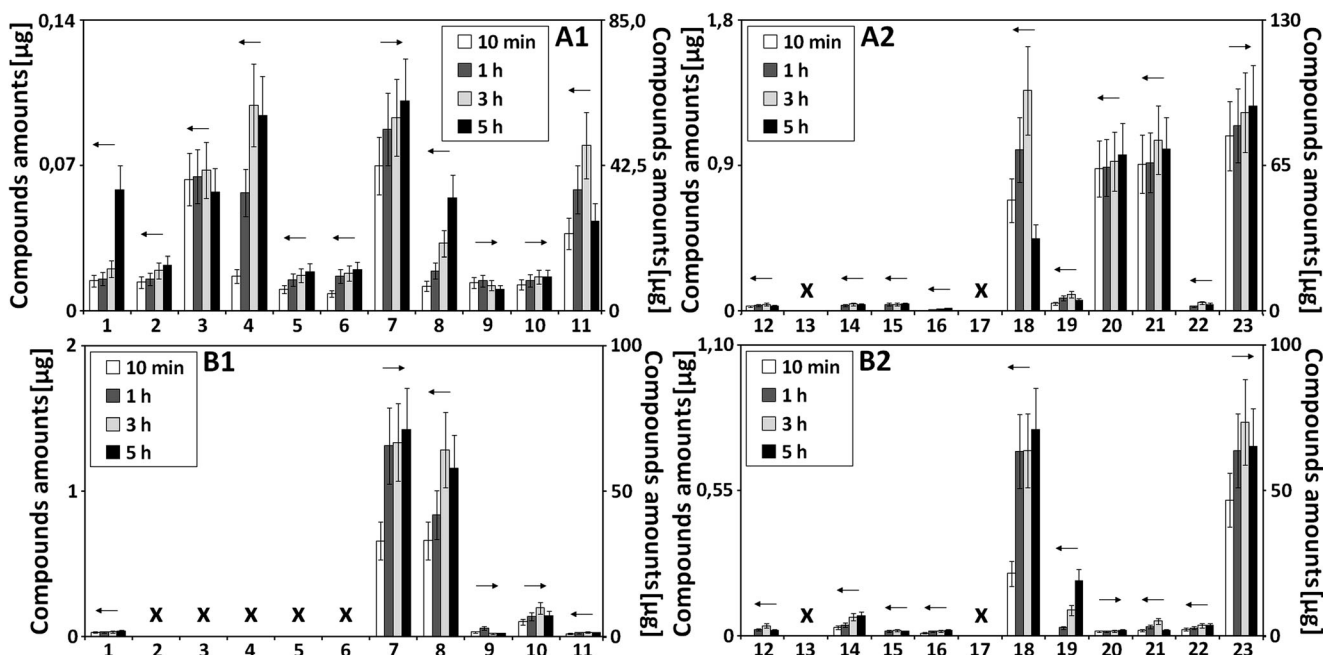 0,14
0,07
0
Compounds amounts[µg]
10 min
1 h
3 h
5 h
A1
85,0
42,5
0
Compounds amounts[µg]
1 2 3 4 5 6 7 8 9 10 11
1,8
0,9
0
Compounds amounts[µg]
10 min
1 h
3 h
5 h
A2
130
65
0
Compounds amounts[µg]
X X
12 13 14 15 16 17 18 19 20 21 22 23
2
1
0
Compounds amounts[µg]
10 min
1 h
3 h
5 h
B1
100
50
0
Compounds amounts[µg]
X X X X X
1 2 3 4 5 6 7 8 9 10 11
1,10
0,55
0
Compounds amounts[µg]
10 min
1 h
3 h
5 h
B2
100
50
0
Compounds amounts[µg]
X X
12 13 14 15 16 17 18 19 20 21 22 23